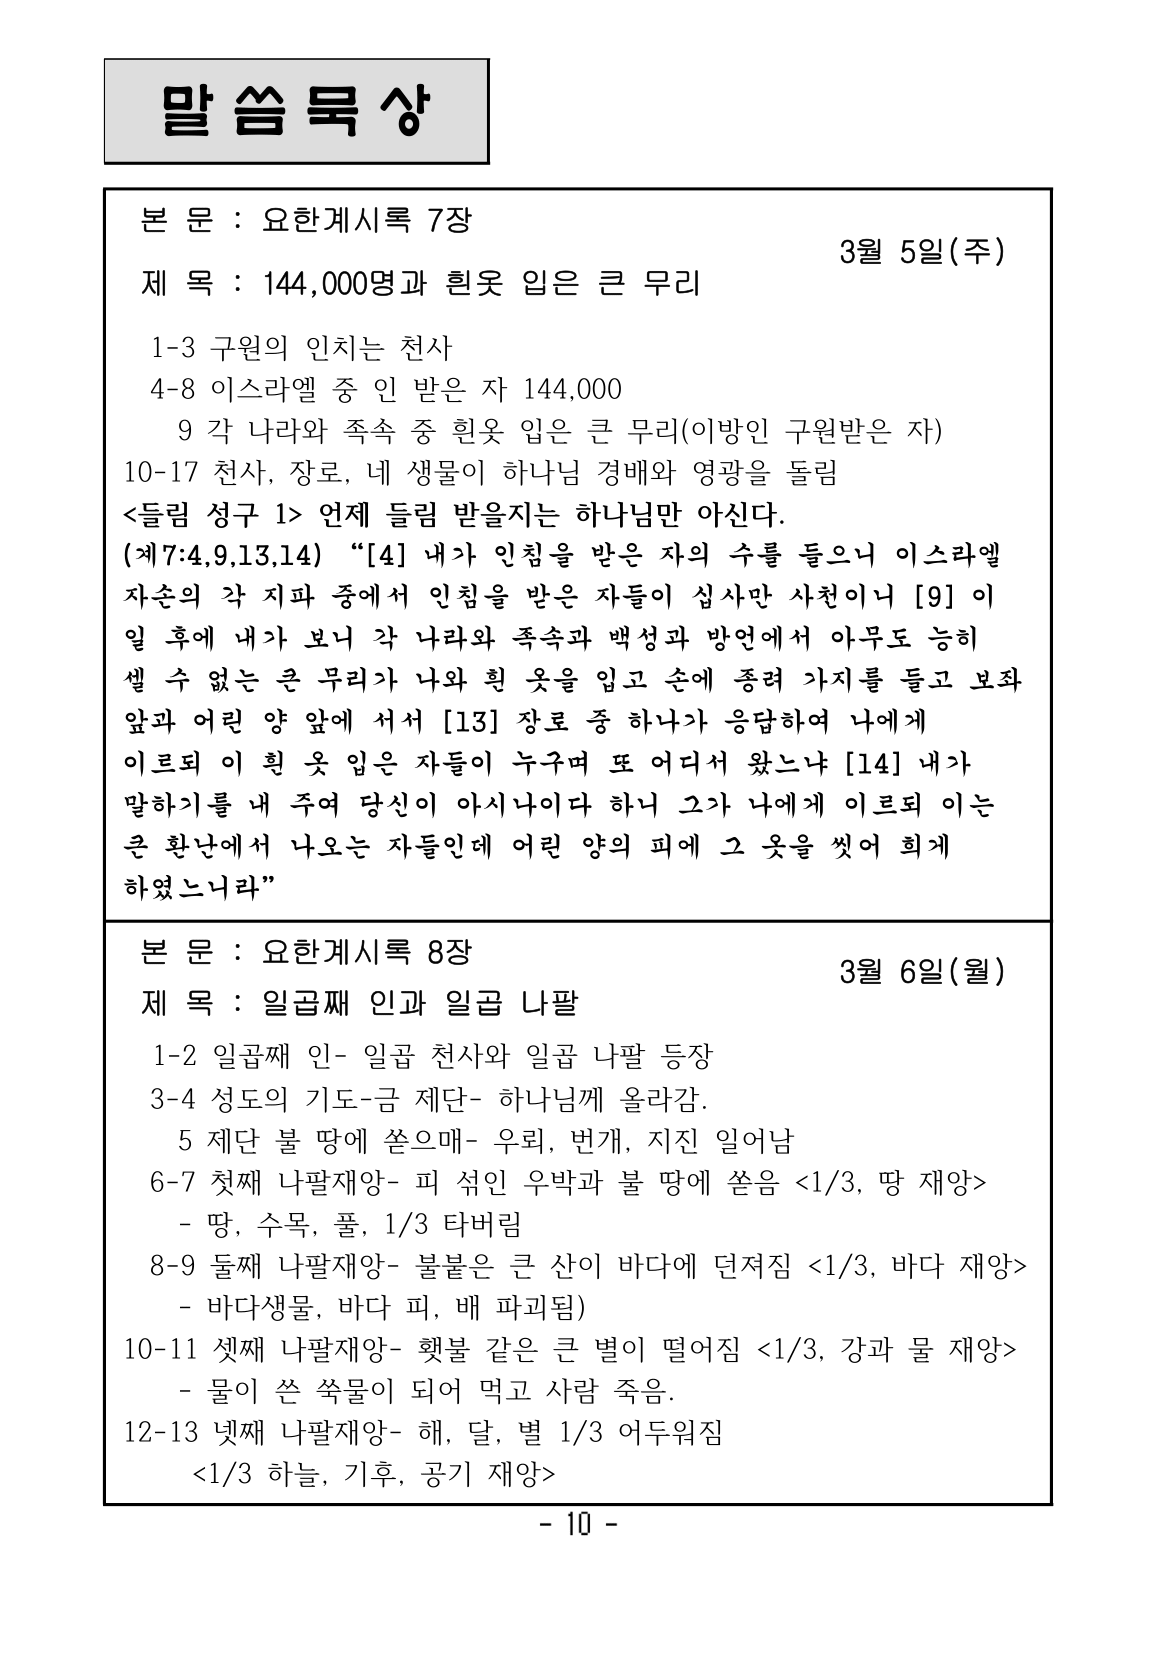 말씀묵상
본 문 : 요한계시록 7장
3월 5일(주)
제 목 : 144,000명과 흰옷 입은 큰 무리
1-3 구원의 인치는 천사
4-8 이스라엘 중 인 받은 자 144,000
9 각 나라와 족속 중 흰옷 입은 큰 무리(이방인 구원받은 자)
10-17 천사, 장로, 네 생물이 하나님 경배와 영광을 돌림
<들림 성구 1> 언제 들림 받을지는 하나님만 아신다.
(계7:4,9,13,14) “[4] 내가 인침을 받은 자의 수를 들으니 이스라엘
자손의 각 지파 중에서 인침을 받은 자들이 십사만 사천이니 [9] 이
일 후에 내가 보니 각 나라와 족속과 백성과 방언에서 아무도 능히
셀 수 없는 큰 무리가 나와 흰 옷을 입고 손에 종려 가지를 들고 보좌
앞과 어린 양 앞에 서서 [13] 장로 중 하나가 응답하여 나에게
이르되 이 흰 옷 입은 자들이 누구며 또 어디서 왔느냐 [14] 내가
말하기를 내 주여 당신이 아시나이다 하니 그가 나에게 이르되 이는
큰 환난에서 나오는 자들인데 어린 양의 피에 그 옷을 씻어 희게
하였느니라”
본 문 : 요한계시록 8장
3월 6일(월)
제 목 : 일곱째 인과 일곱 나팔
1-2 일곱째 인- 일곱 천사와 일곱 나팔 등장
3-4 성도의 기도-금 제단- 하나님께 올라감.
5 제단 불 땅에 쏟으매- 우뢰, 번개, 지진 일어남
6-7 첫째 나팔재앙- 피 섞인 우박과 불 땅에 쏟음 <1/3, 땅 재앙>
- 땅, 수목, 풀, 1/3 타버림
8-9 둘째 나팔재앙- 불붙은 큰 산이 바다에 던져짐 <1/3, 바다 재앙>
- 바다생물, 바다 피, 배 파괴됨)
10-11 셋째 나팔재앙- 횃불 같은 큰 별이 떨어짐 <1/3, 강과 물 재앙>
- 물이 쓴 쑥물이 되어 먹고 사람 죽음.
12-13 넷째 나팔재앙- 해, 달, 별 1/3 어두워짐
<1/3 하늘, 기후, 공기 재앙>
- 10 -